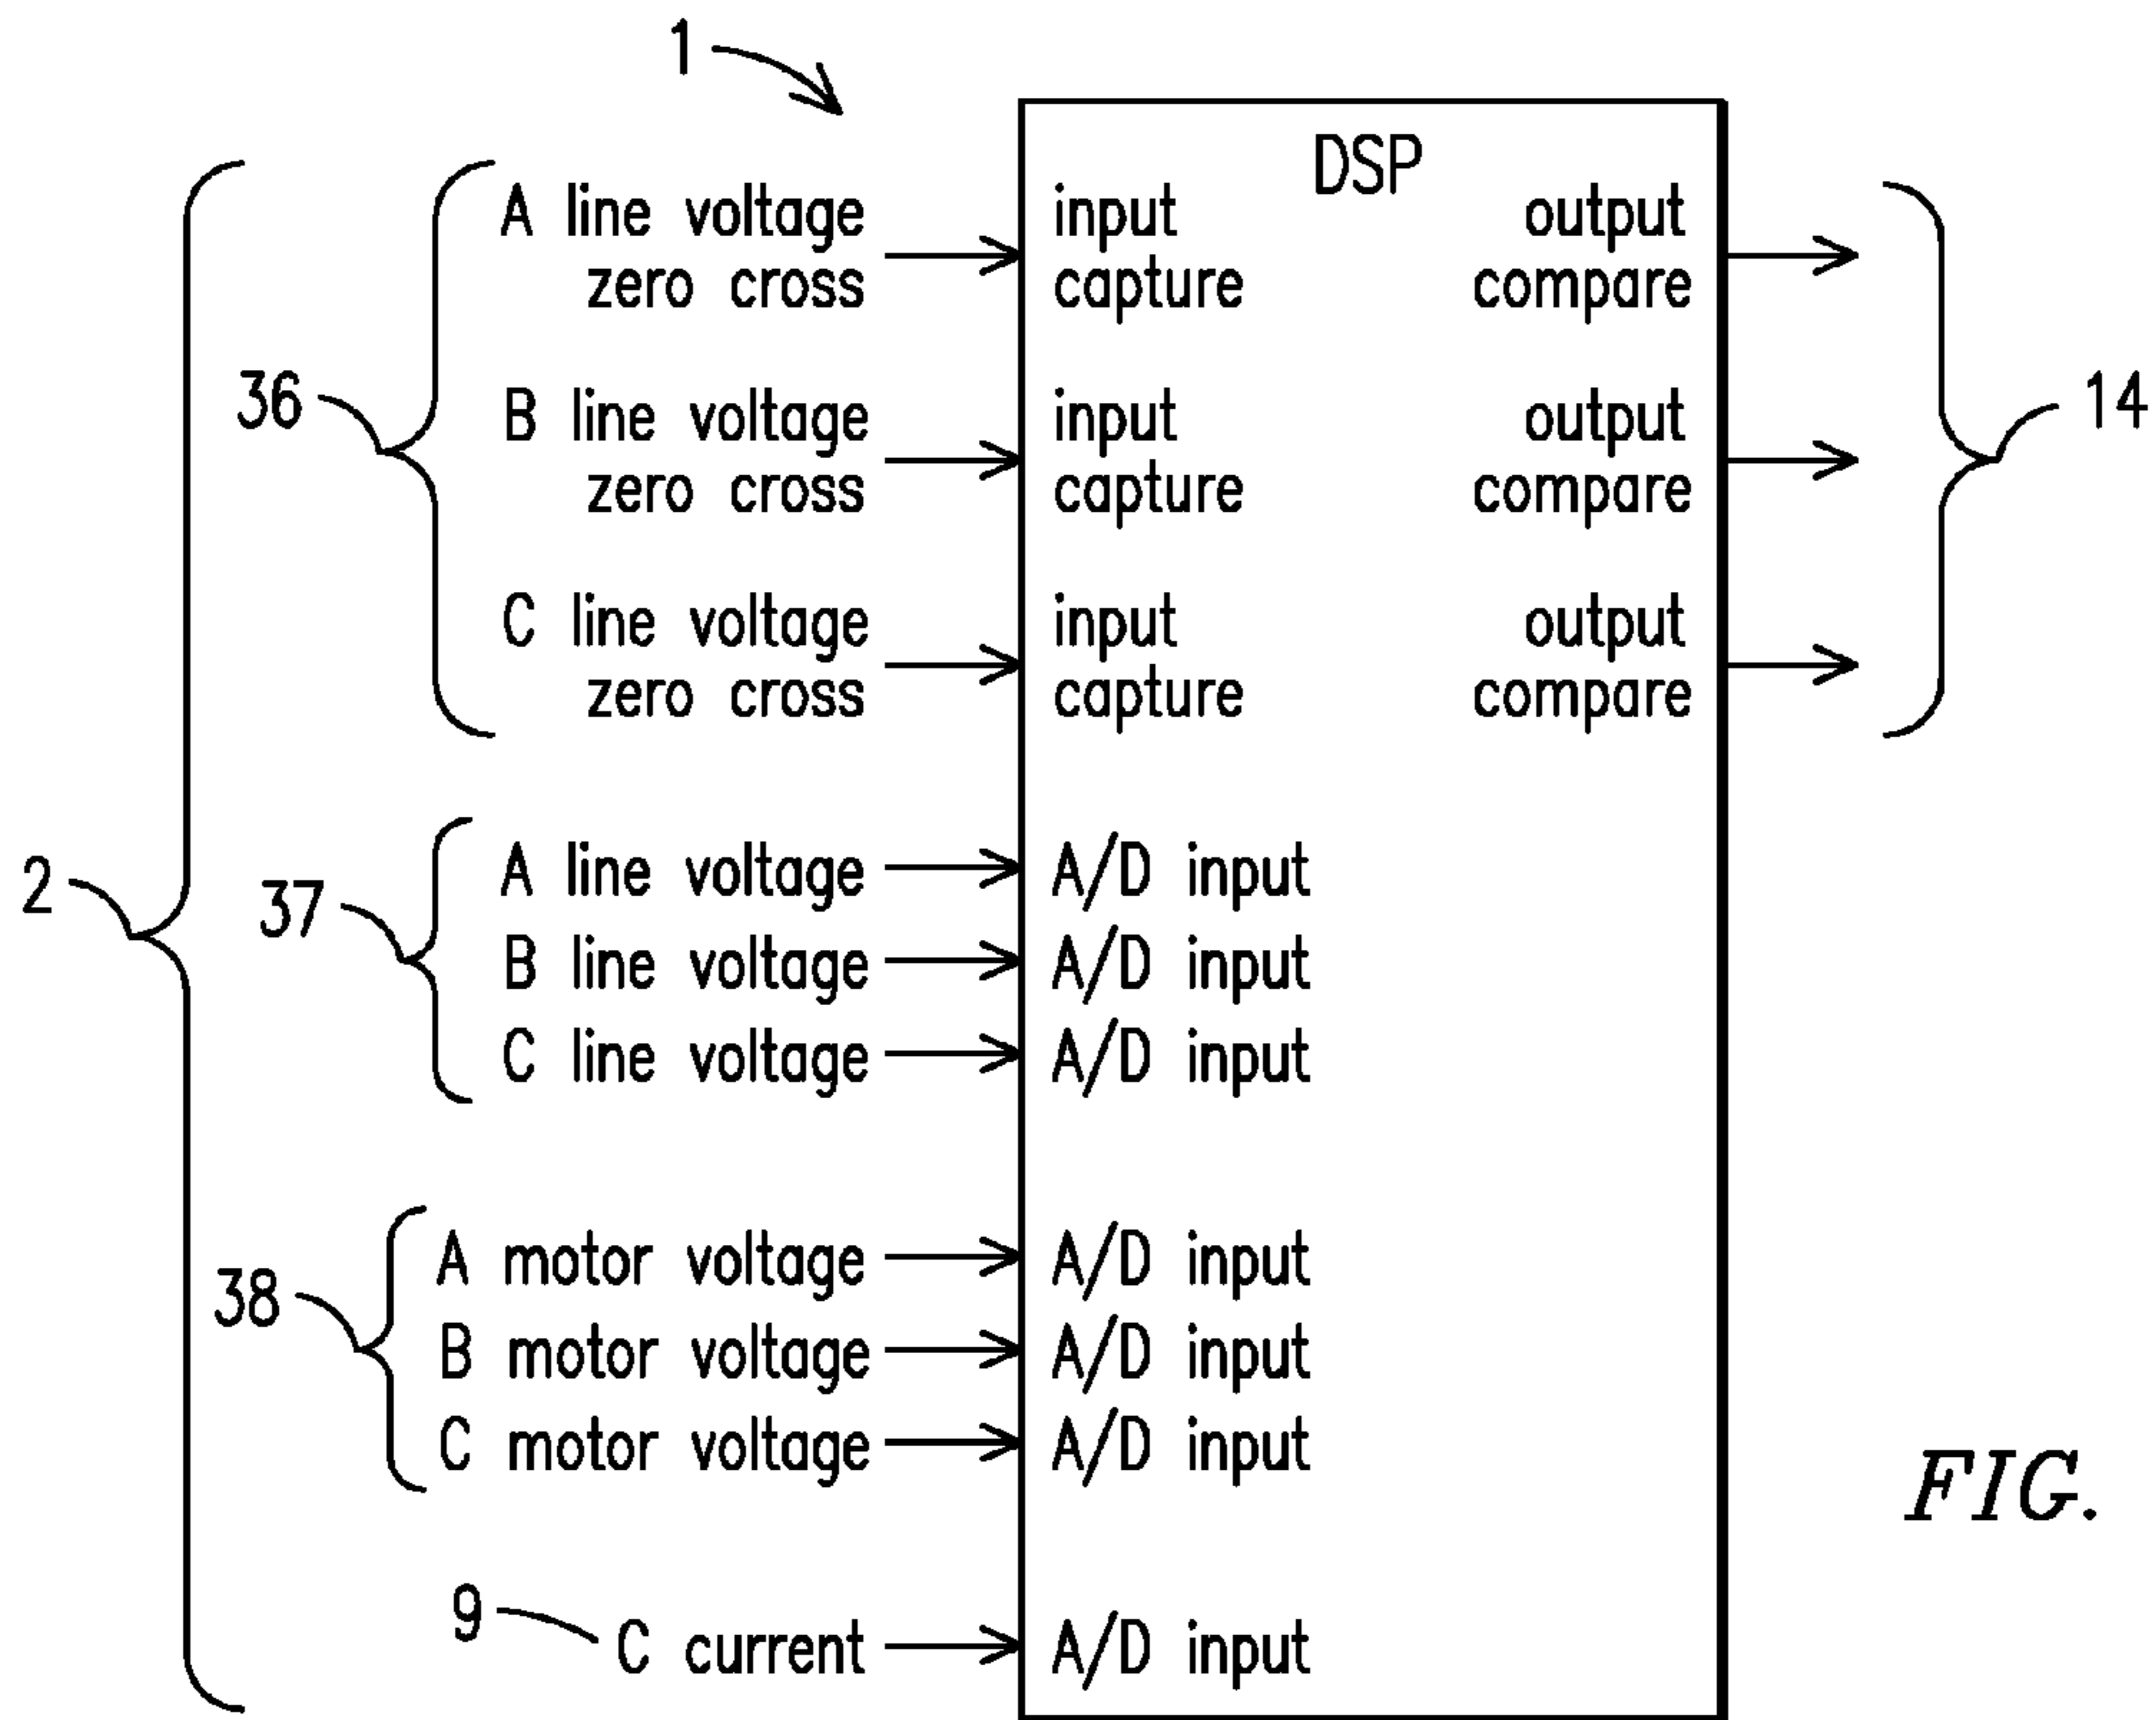 1
DSP
A line voltage
zero cross
input
capture
output
compare
36
B line voltage
zero cross
input
capture
output
compare
14
C line voltage
zero cross
input
capture
output
compare
2
37
A line voltage
A/D input
B line voltage
A/D input
C line voltage
A/D input
38
A motor voltage
A/D input
B motor voltage
A/D input
C motor voltage
A/D input
FIG.
9
C current
A/D input